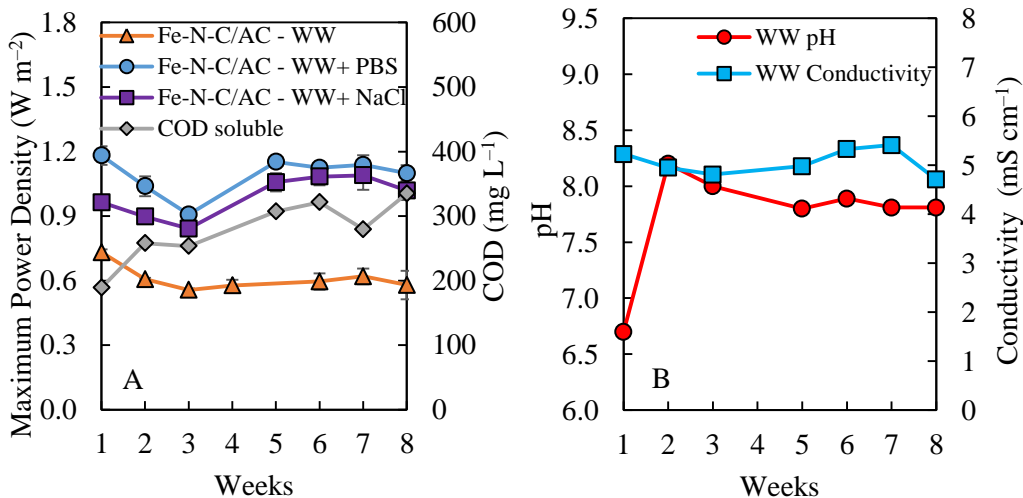 Maximum Power Density (W m⁻²)
1.8
1.5
1.2
0.9
0.6
0.3
0.0
Fe-N-C/AC - WW
Fe-N-C/AC - WW+ PBS
Fe-N-C/AC - WW+ NaCl
COD soluble
A
1 2 3 4 5 6 7 8
Weeks
600
500
400
300
200
100
0
COD (mg L⁻¹)
pH
9.5
9.0
8.5
8.0
7.5
7.0
6.5
6.0
WW pH
WW Conductivity
B
1 2 3 4 5 6 7 8
Weeks
8
7
6
5
4
3
2
1
0
Conductivity (mS cm⁻¹)